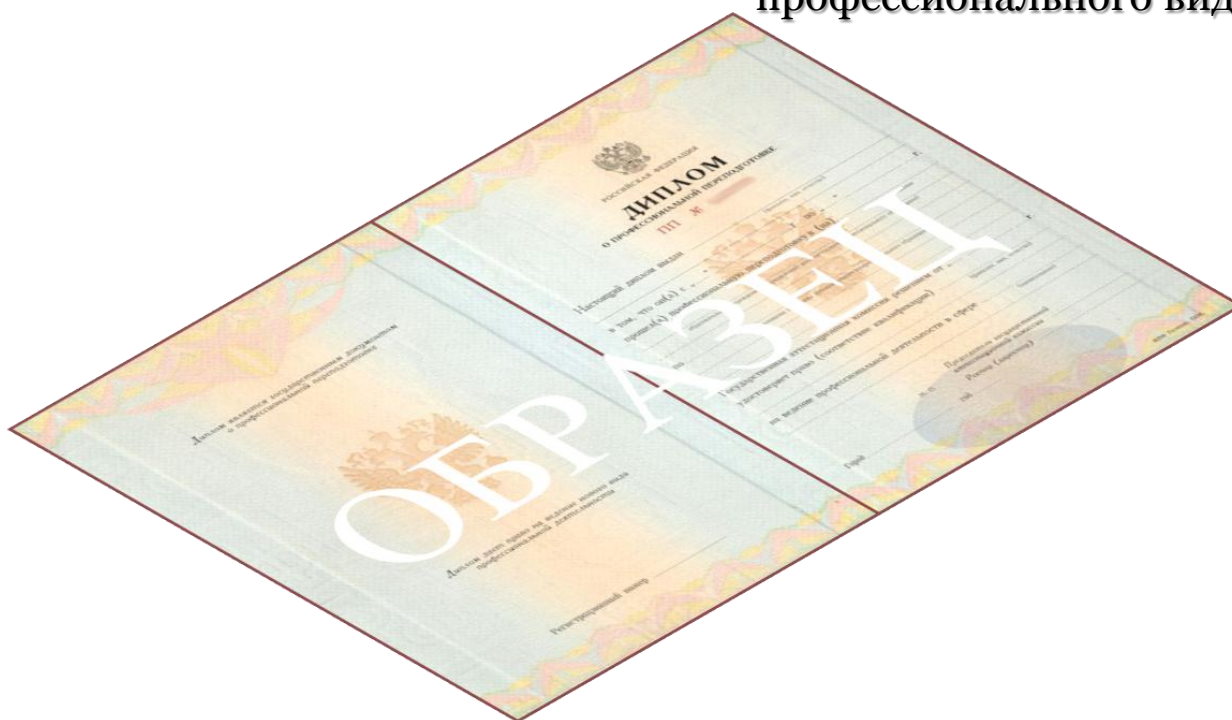 профессионального вид
РОССИЙСКАЯ ФЕДЕРАЦИЯ
ДИПЛОМ
О ПРОФЕССИОНАЛЬНОЙ ПЕРЕПОДГОТОВКЕ
ПП №
Настоящий диплом выдан
в том, что он(а) с „ г. по „
прошел(а) профессиональную переподготовку в (на)
по
Государственная аттестационная комиссия решением от „ г.
удостоверяет право (соответствие квалификации)
на ведение профессиональной деятельности в сфере
Председатель государственной
аттестационной комиссии
М. П.
Ректор (директор)
Город год
Диплом является государственным документом
о профессиональной переподготовке
Диплом дает право на ведение нового вида
профессиональной деятельности
Регистрационный номер
ОБРАЗЕЦ